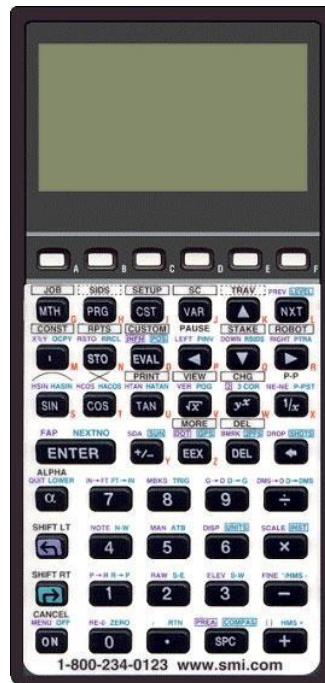 A B C D E F
JOB SIDS SETUP SC TRAV PREV LEVEL
MTH G PRG H CST I VAR J ▲ K NXT L
CONST RPTS CUSTOM PAUSE STAKE ROBOT
X⇄Y OCPY RSTO RRCL INFM POS LEFT PINV DOWN RSIDS RIGHT PTRA
' M STO N EVAL O ◀ P ▼ Q ▶ R
PRINT VIEW CHG P-P
HSIN HASIN HCOS HACOS HTAN HATAN VER POG 2 3 COR NE-NE P-PST
SIN S COS T TAN U √x V yˣ W 1/x X
MORE DEL
FAP NEXTNO SDA SUN DOT GPS BMRK OFFS DROP SHOTS
ENTER +/− Y EEX Z DEL
ALPHA
QUIT LOWER IN→FT FT→IN MBKS TRIG G→D D→G DMS→D D→DMS
α 7 8 9 ÷
SHIFT LT NOTE N-W MAN ATB DISP UNITS SCALE INST
4 5 6 ×
SHIFT RT P→R R→P RAW S-E ELEV S-W FINE HMS-
1 2 3 −
CANCEL
MENU OFF RE-0 ZERO RTN PREA COMPAS ( ) HMS+
ON 0 · SPC +
1-800-234-0123 www.smi.com